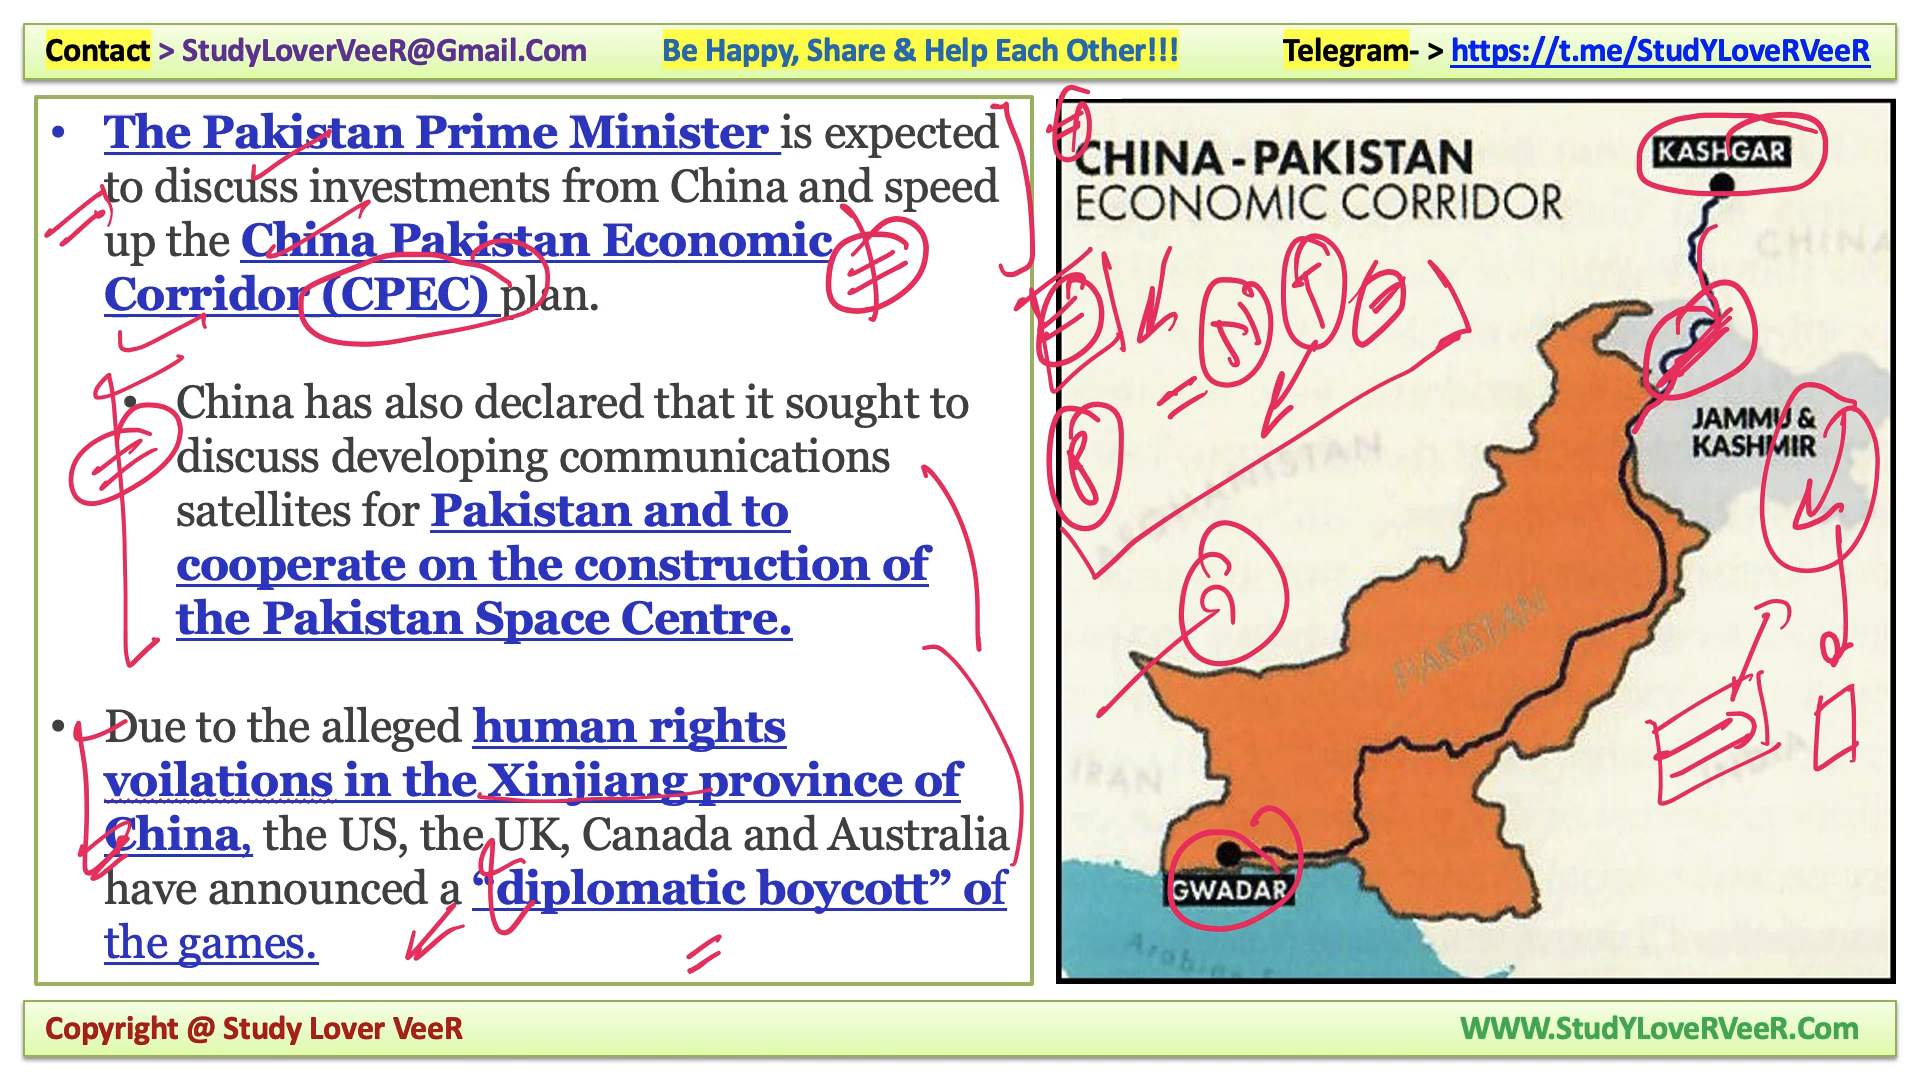 Contact > StudyLoverVeeR@Gmail.Com Be Happy, Share & Help Each Other!!! Telegram- > https://t.me/StudYLoveRVeeR
• The Pakistan Prime Minister is expected
to discuss investments from China and speed
up the China Pakistan Economic
Corridor (CPEC) plan.
• China has also declared that it sought to
discuss developing communications
satellites for Pakistan and to
cooperate on the construction of
the Pakistan Space Centre.
• Due to the alleged human rights
voilations in the Xinjiang province of
China, the US, the UK, Canada and Australia
have announced a “diplomatic boycott” of
the games.
CHINA-PAKISTAN
ECONOMIC CORRIDOR
KASHGAR
CHINA
JAMMU &
KASHMIR
AFGHANISTAN
PAKISTAN
IRAN
INDIA
GWADAR
Arabian
Copyright @ Study Lover VeeR
WWW.StudYLoveRVeeR.Com